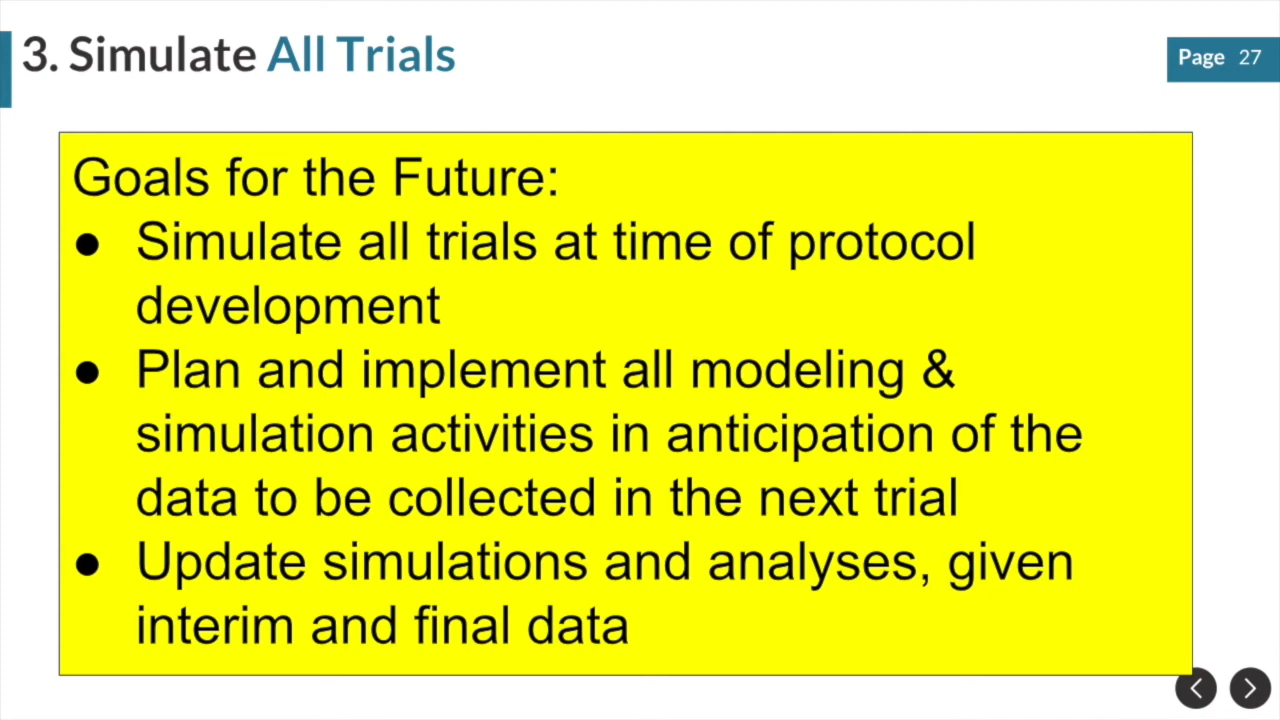 3. Simulate All Trials
Page 27
Goals for the Future:
● Simulate all trials at time of protocol
development
● Plan and implement all modeling &
simulation activities in anticipation of the
data to be collected in the next trial
● Update simulations and analyses, given
interim and final data